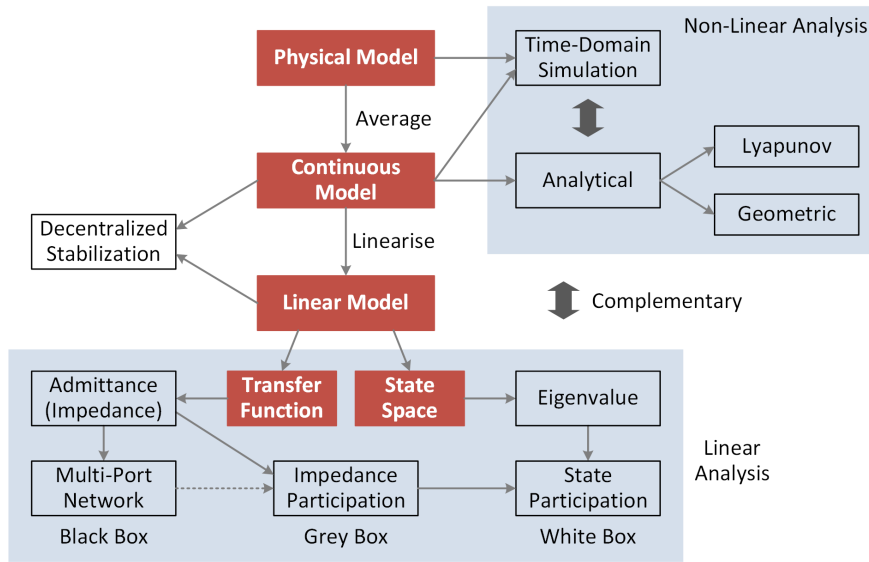 Non-Linear Analysis
Physical Model
Time-Domain
Simulation
Average
Continuous
Model
Analytical
Lyapunov
Geometric
Decentralized
Stabilization
Linearise
Linear Model
Complementary
Admittance
(Impedance)
Transfer
Function
State
Space
Eigenvalue
Linear
Analysis
Multi-Port
Network
Impedance
Participation
State
Participation
Black Box
Grey Box
White Box